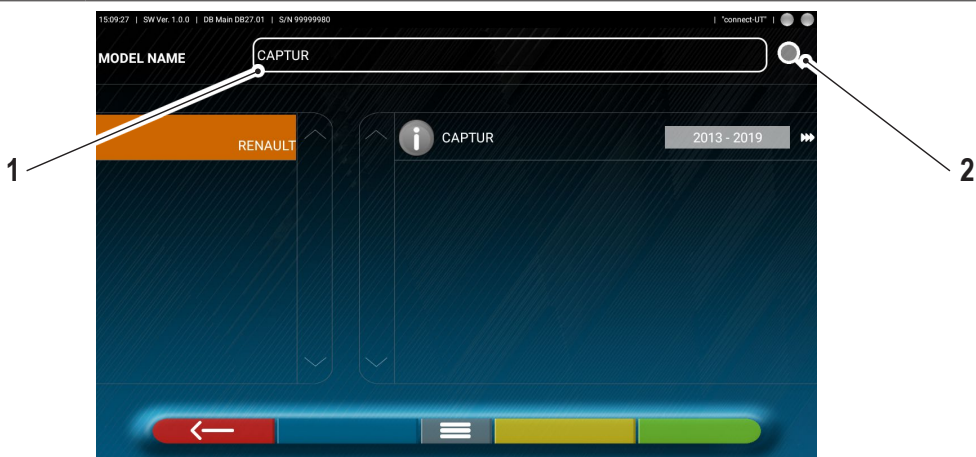 15:09:27 | SW Ver. 1.0.0 | DB Main DB27.01 | S/N 99999980 | "connect-UT" |
MODEL NAME CAPTUR
RENAULT CAPTUR 2013 - 2019
1
2